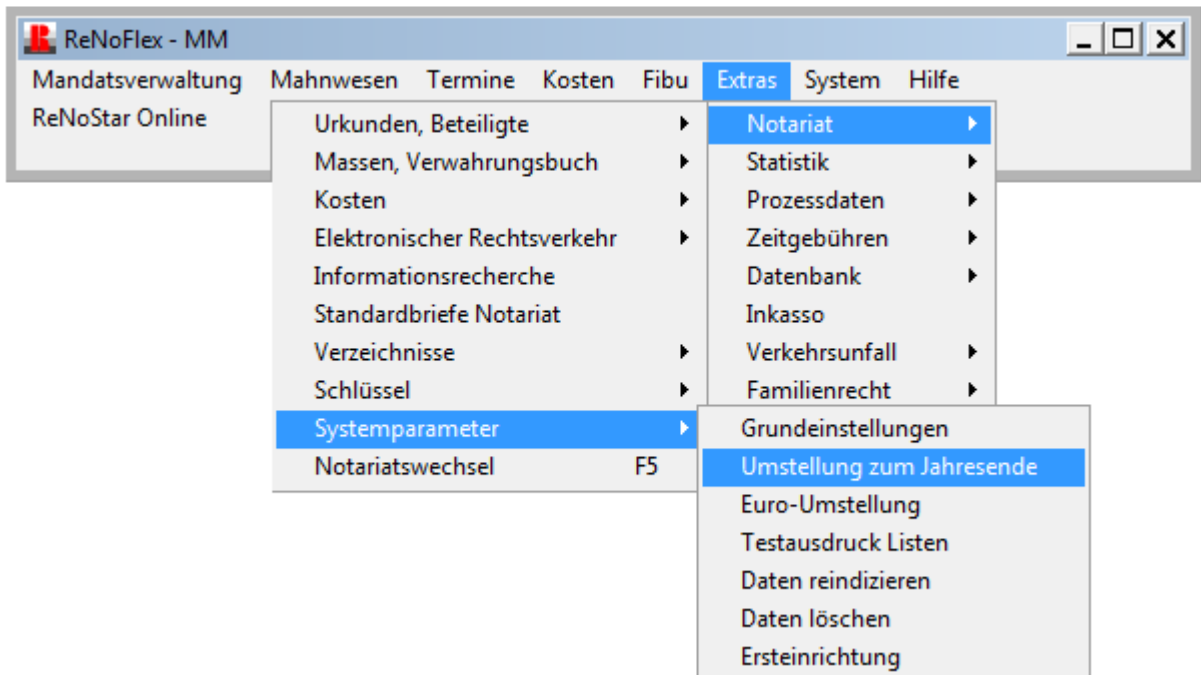 ReNoFlex - MM
Mandatsverwaltung Mahnwesen Termine Kosten Fibu Extras System Hilfe
ReNoStar Online
Urkunden, Beteiligte
Massen, Verwahrungsbuch
Kosten
Elektronischer Rechtsverkehr
Informationsrecherche
Standardbriefe Notariat
Verzeichnisse
Schlüssel
Systemparameter
Notariatswechsel F5
Notariat
Statistik
Prozessdaten
Zeitgebühren
Datenbank
Inkasso
Verkehrsunfall
Familienrecht
Grundeinstellungen
Umstellung zum Jahresende
Euro-Umstellung
Testausdruck Listen
Daten reindizieren
Daten löschen
Ersteinrichtung